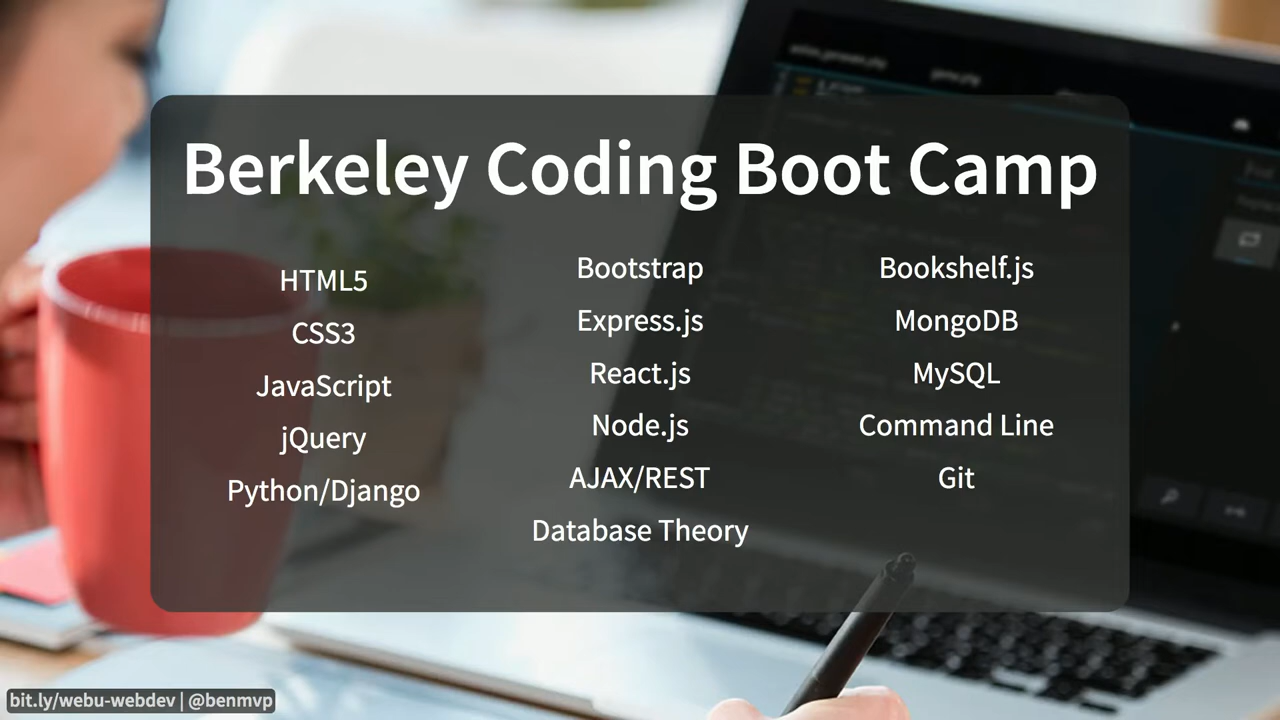 Berkeley Coding Boot Camp
HTML5
CSS3
JavaScript
jQuery
Python/Django
Bootstrap
Express.js
React.js
Node.js
AJAX/REST
Database Theory
Bookshelf.js
MongoDB
MySQL
Command Line
Git
bit.ly/webu-webdev | @benmvp